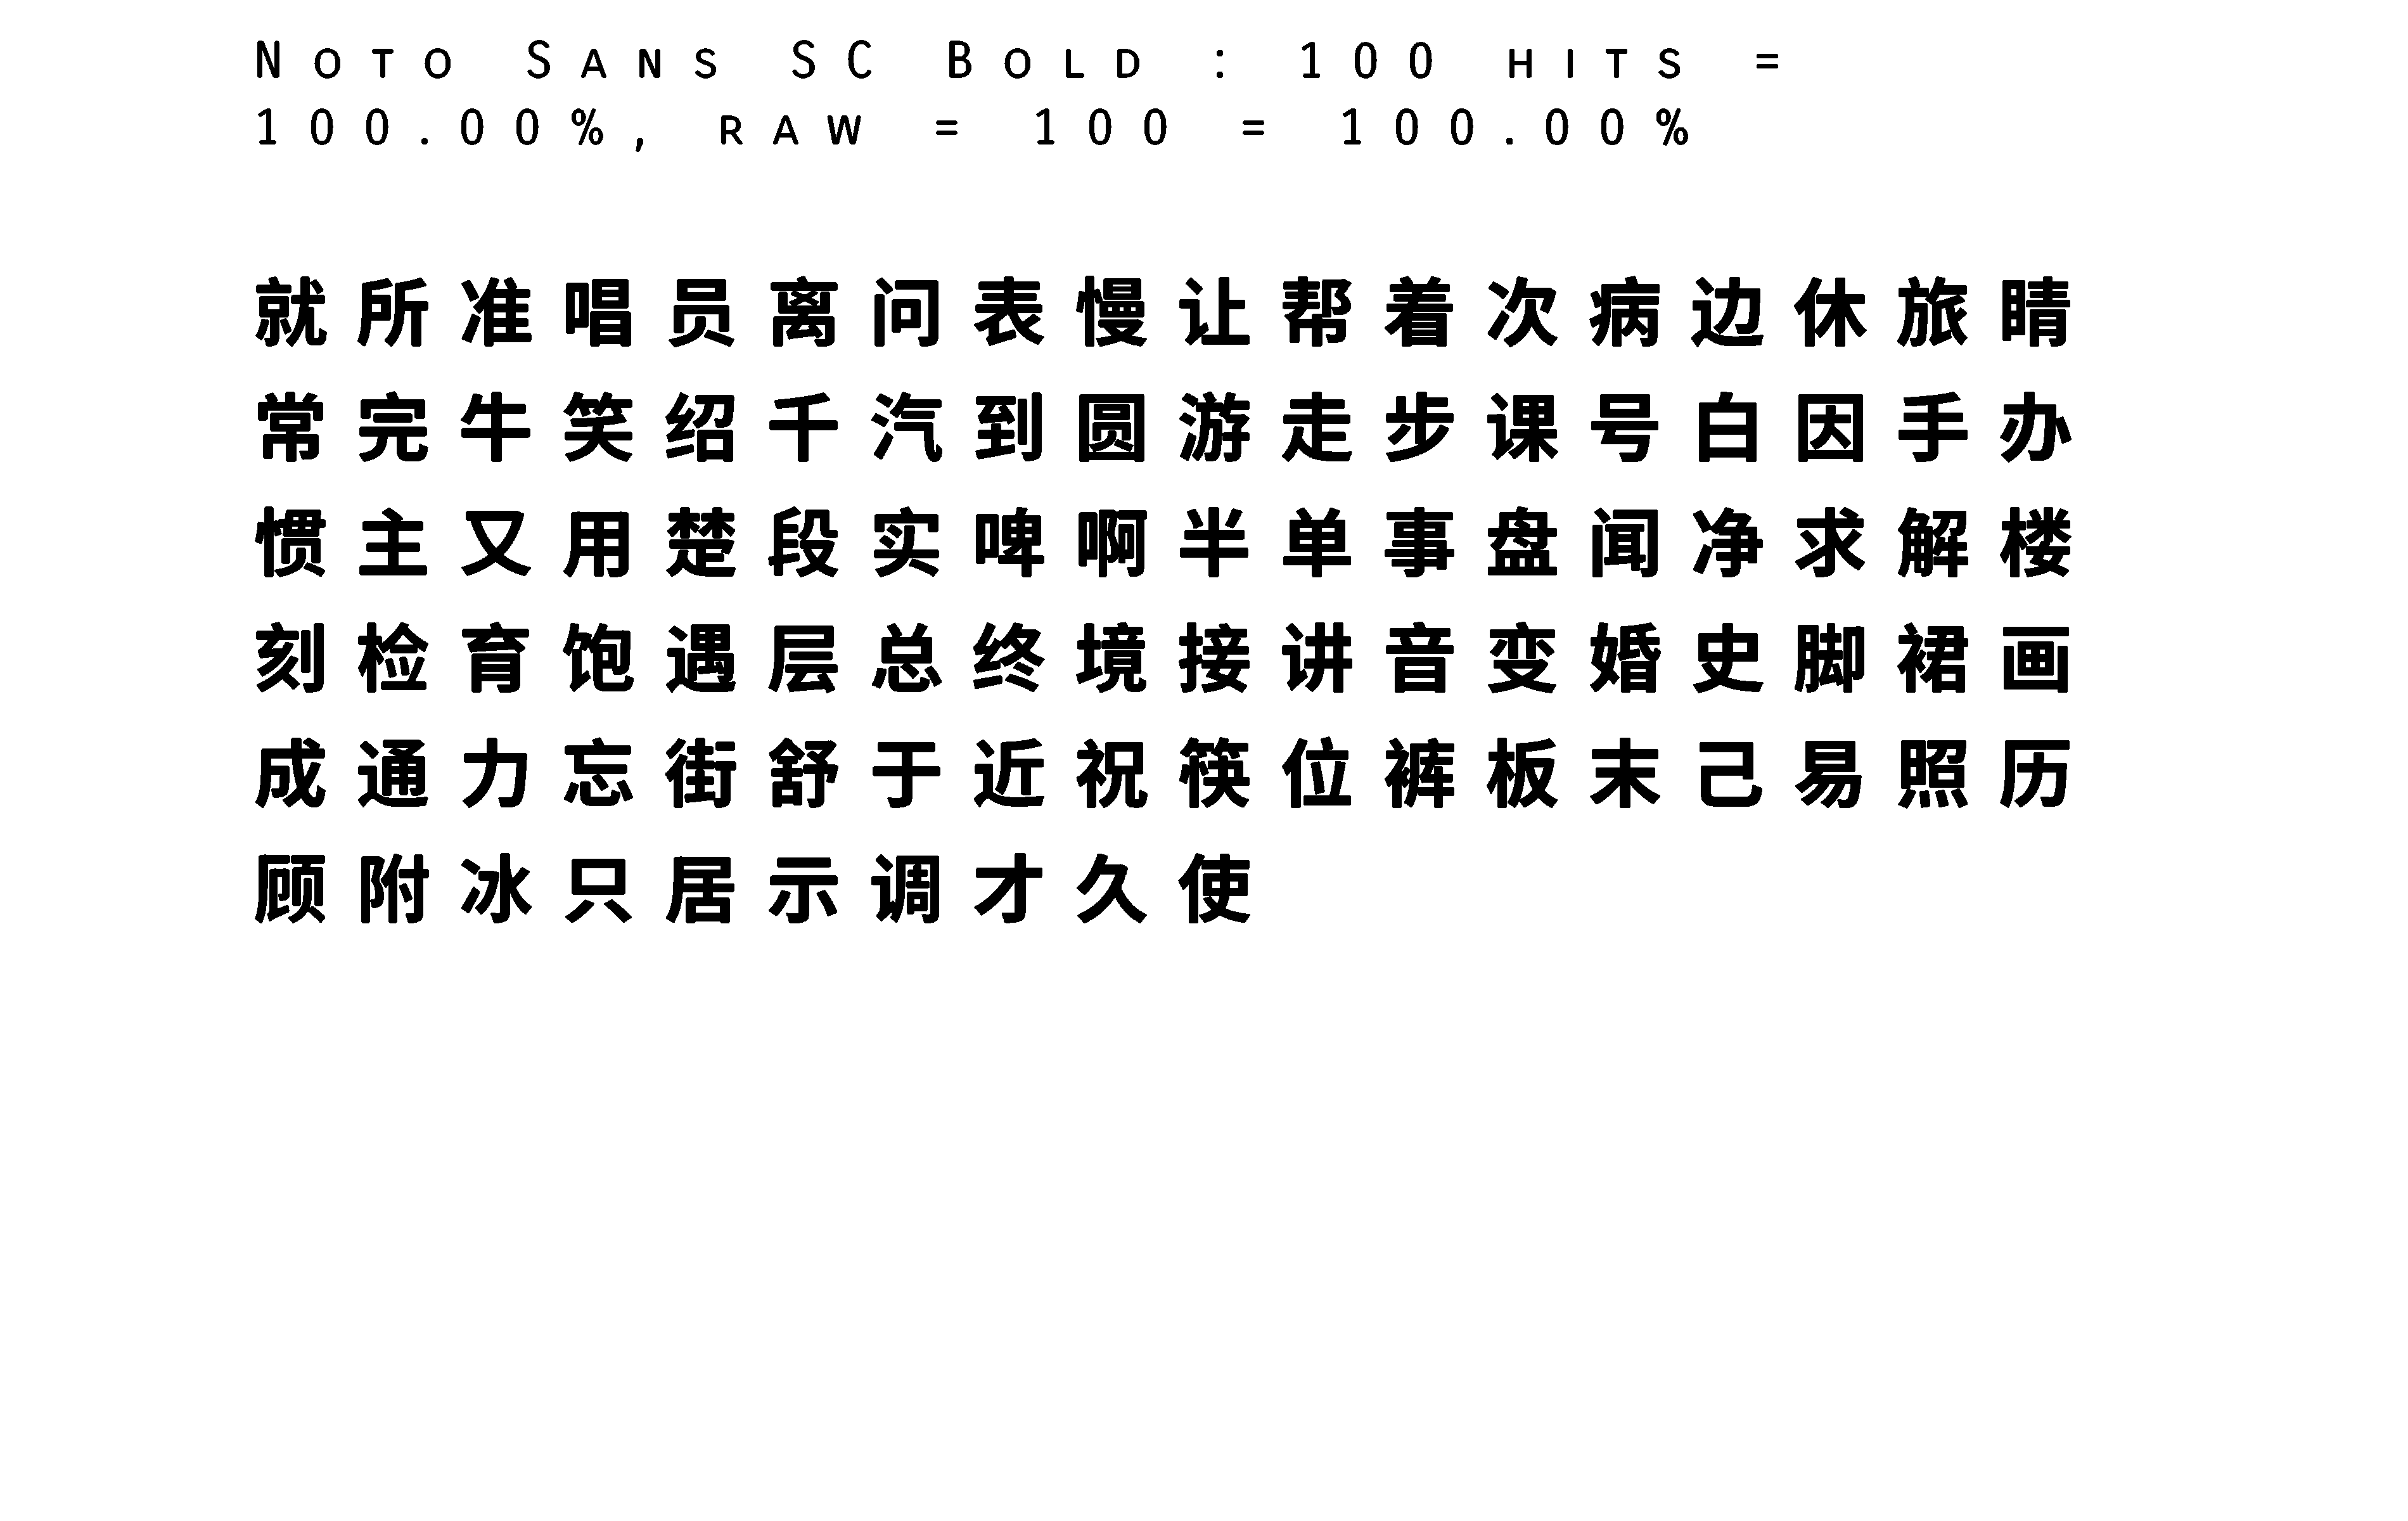 Noto Sans SC Bold : 100 hits =
100.00%, raw = 100 = 100.00%
就所准唱员离问表慢让帮着次病边休旅睛
常完牛笑绍千汽到圆游走步课号白因手办
惯主又用楚段实啤啊半单事盘闻净求解楼
刻检育饱遇层总终境接讲音变婚史脚裙画
成通力忘街舒于近祝筷位裤板末己易照历
顾附冰只居示调才久使